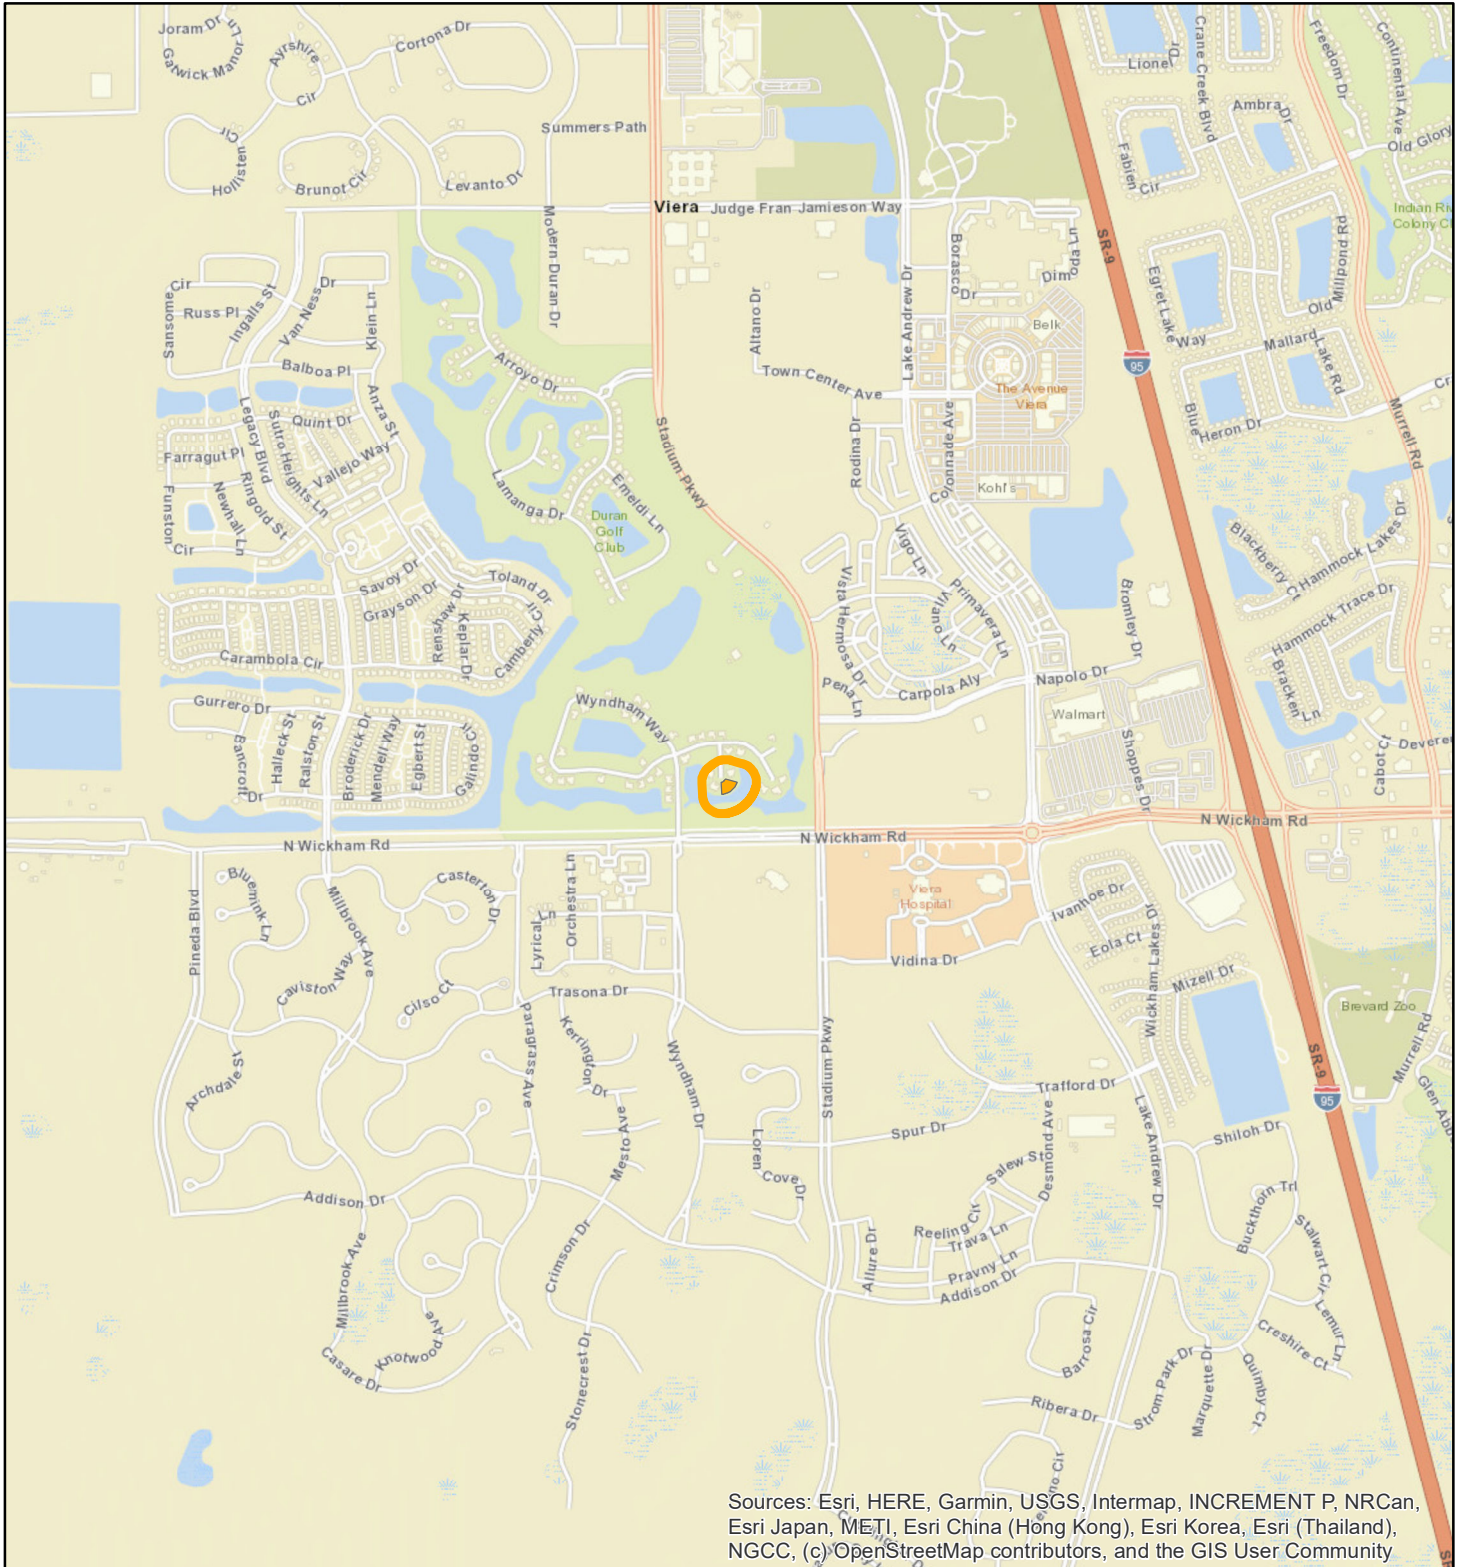 Joram Dr
Ln
Gatwick Manor
Ayrshire
Cir
Cortona Dr
Summers Path
Cir
Hollisten
Brunot Cir
Levanto Dr
Modern Duran Dr
Viera
Judge Fran Jamieson Way
Lionel
Dr
Crane Creek Blvd
Ambra
Dr
Fabien
Cir
Freedom Dr
Continental Ave
Old Glory
Indian Riv
Colony Cl
SR-9
Borasco
Dr
Dim
oda Ln
Egret Lake
Way
Old
Millpond Rd
Mallard
Lake Rd
Cir
Sansome
Russ Pl
Ingalls St
Van Ness
Dr
Klein Ln
Balboa Pl
Anza St
Arroyo Dr
Altano Dr
Lake Andrew Dr
Belk
The Avenue
Viera
95
Town Center Ave
Rodina Dr
Colonnade Ave
Kohl's
Blue
Heron Dr
Cr
Murrell Rd
Legacy Blvd
Sutro Heights Ln
Quint Dr
Vallejo Way
Farragut Pl
Ringold St
Newhall Ln
Funston
Cir
Stadium Pkwy
Lamanga Dr
Emeldi Ln
Duran
Golf
Club
Savoy Dr
Grayson Dr
Renshaw Dr
Keplar Dr
Toland Dr
Cir
Camberly
Carambola Cir
Vigo Ln
Vilano Ln
Primavera Ln
Vista Hermosa Dr
Pena Ln
Carpola Aly
Napolo Dr
Bromley Dr
Blackberry Ct
Hammock Lakes Dr
Hammock Trace Dr
Bracken Ln
Gurrero Dr
Bancroft
Dr
Halleck St
Ralston St
Broderick Dr
Mendell Way
Egbert St
Galindo
Cir
Wyndham Way
Walmart
Shoppes Dr
Cabot Ct
Devere
N Wickham Rd
N Wickham Rd
N Wickham Rd
Pineda Blvd
Bluemink Ln
Millbrook Ave
Casterton Dr
Orchestra Ln
Lyrical
Ln
Viera
Hospital
Vidina Dr
Ivanhoe Dr
Eola Ct
Wickham Lakes
Dr
Mizell Dr
Brevard Zoo
Murrell Rd
Caviston Way
Cilso Ct
Trasona Dr
Paragrass Ave
Kerrington
Dr
Wyndham Dr
Stadium Pkwy
Trafford Dr
SR-9
95
Glen Abb
Archdale St
Mesto Ave
Loren
Cove
Dr
Spur Dr
Desmond Ave
Lake Andrew Dr
Shiloh Dr
Salew St
Addison Dr
Millbrook Ave
Crimson Dr
Allure Dr
Reeling Cir
Trava Ln
Pravny Ln
Addison Dr
Buckthorn Trl
Stalwart Cir
Lemur Ln
Creshire Ct
Casare Dr
Knotwood
Ave
Stonecrest Dr
Barrosa Cir
Strom Park Dr
Marquette Dr
Quimby Ct
Ribera Dr
Sources: Esri, HERE, Garmin, USGS, Intermap, INCREMENT P, NRCan,
Esri Japan, METI, Esri China (Hong Kong), Esri Korea, Esri (Thailand),
NGCC, (c) OpenStreetMap contributors, and the GIS User Community